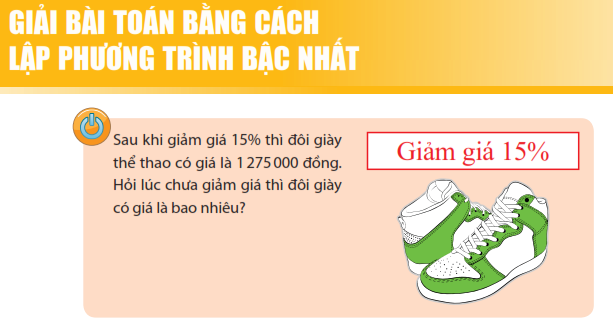 GIẢI BÀI TOÁN BẰNG CÁCH
LẬP PHƯƠNG TRÌNH BẬC NHẤT
Sau khi giảm giá 15% thì đôi giày
thể thao có giá là 1 275 000 đồng.
Hỏi lúc chưa giảm giá thì đôi giày
có giá là bao nhiêu?
Giảm giá 15%